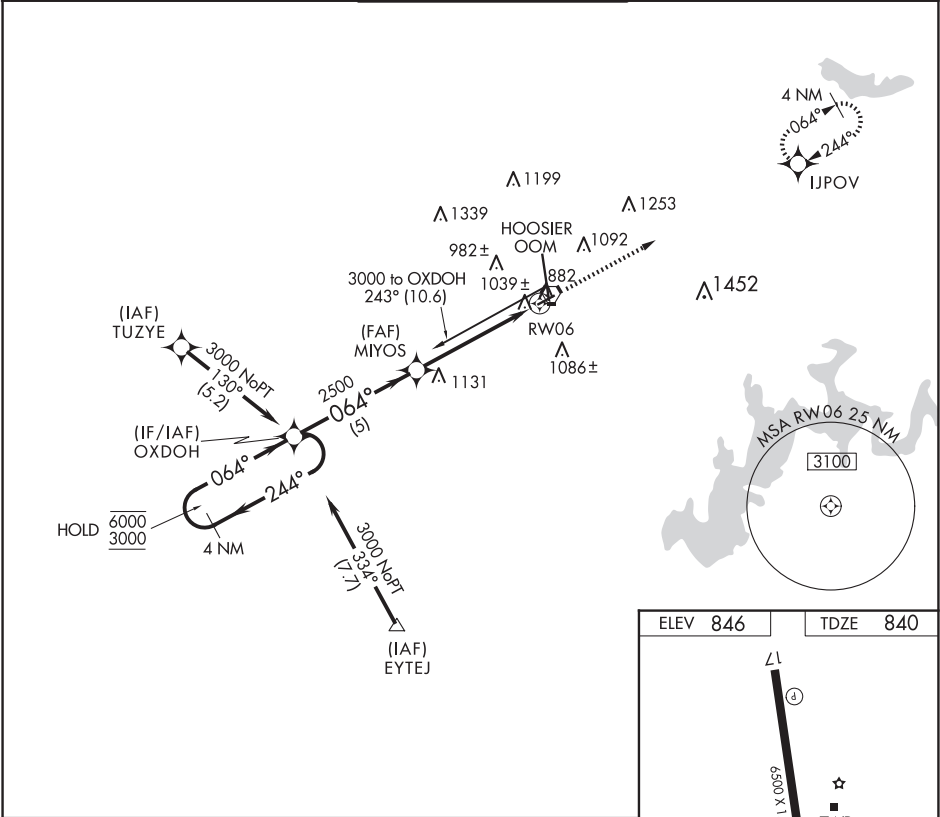 4 NM
064°
244°
IJPOV
1199
1339
1253
HOOSIER
OOM
1092
982±
3000 to OXDOH
243° (10.6)
1039±
882
1452
RW06
(IAF)
TUZYE
3000 NoPT
130°
(5.2)
(FAF)
MIYOS
1131
1086±
2500
064°
(5)
(IF/IAF)
OXDOH
064°
244°
HOLD
6000
3000
4 NM
3000 NoPT
334°
(7.7)
(IAF)
EYTEJ
MSA RW06 25 NM
3100
ELEV 846
TDZE 840
17
P
6500 X 1